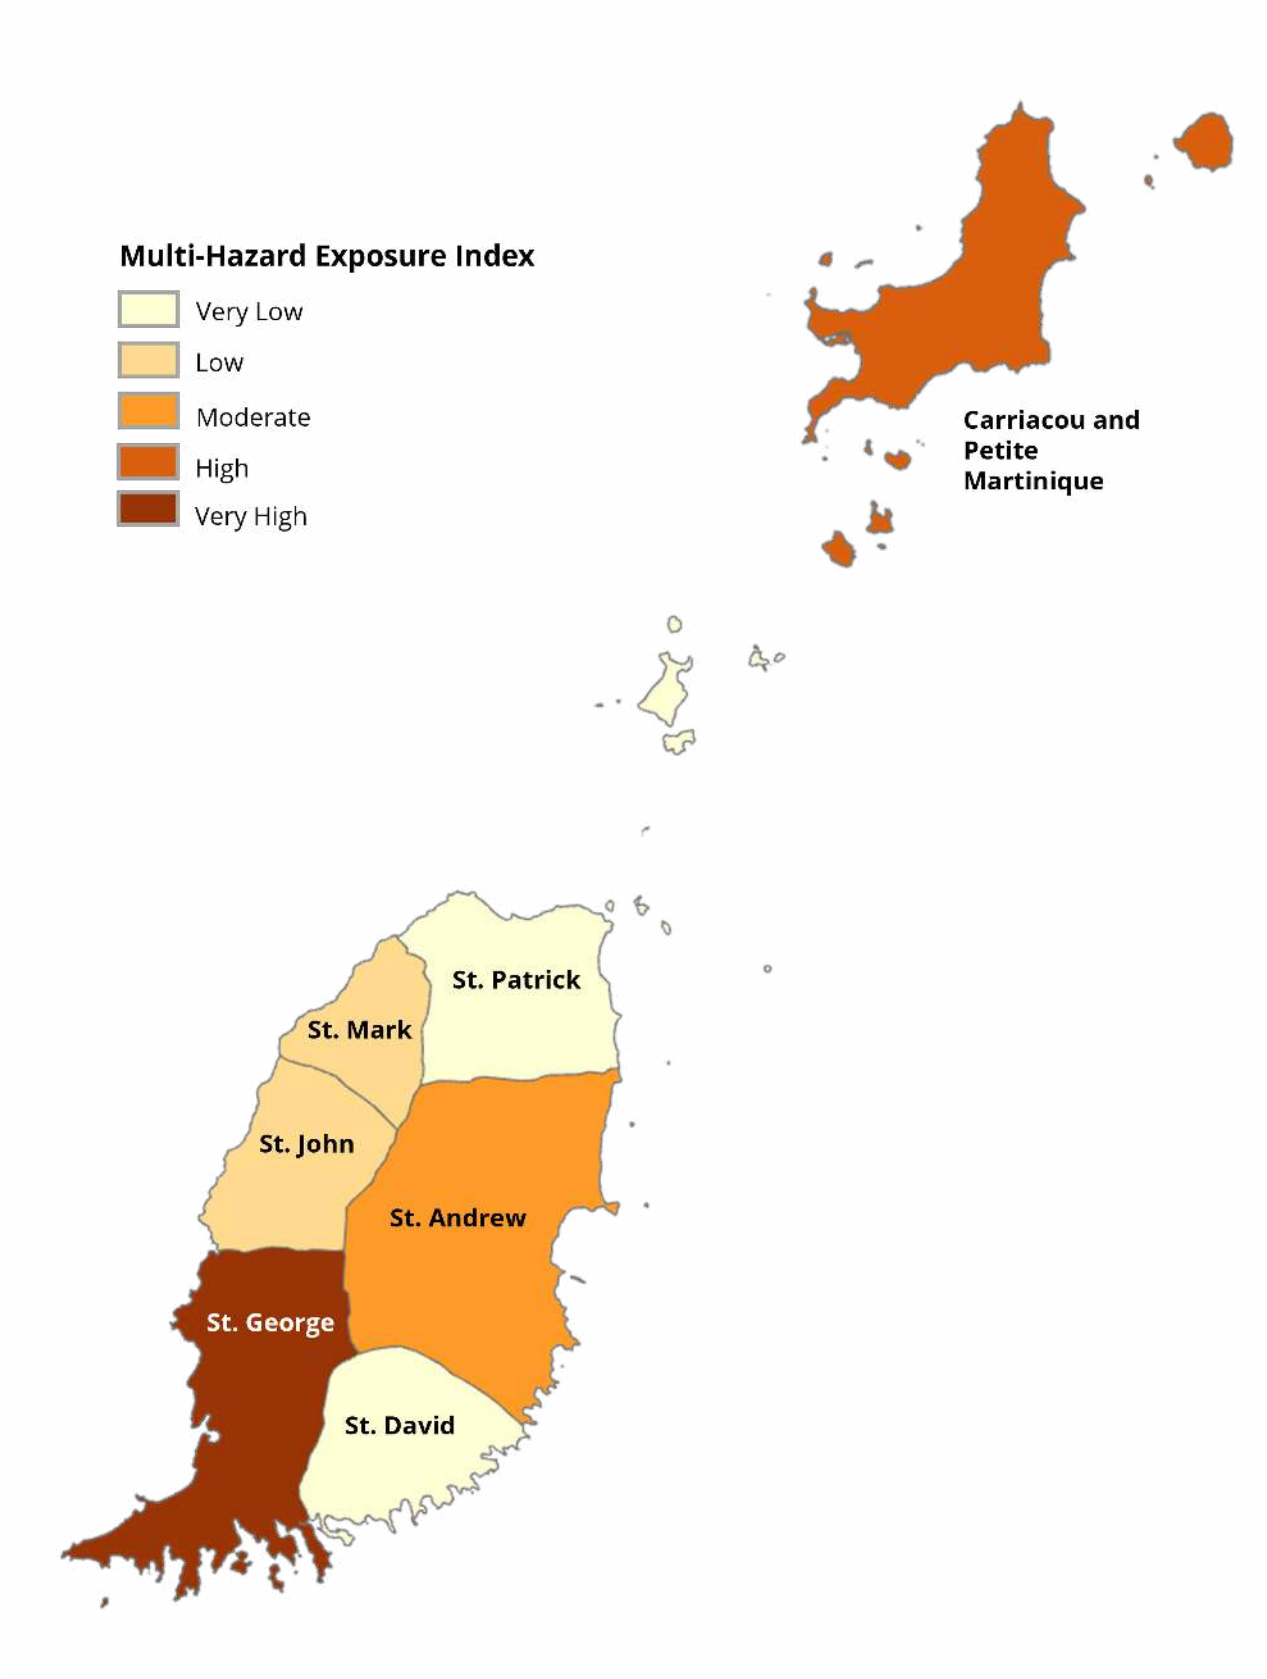 Multi-Hazard Exposure Index
Very Low
Low
Moderate
High
Very High
Carriacou and
Petite
Martinique
St. Patrick
St. Mark
St. John
St. Andrew
St. George
St. David